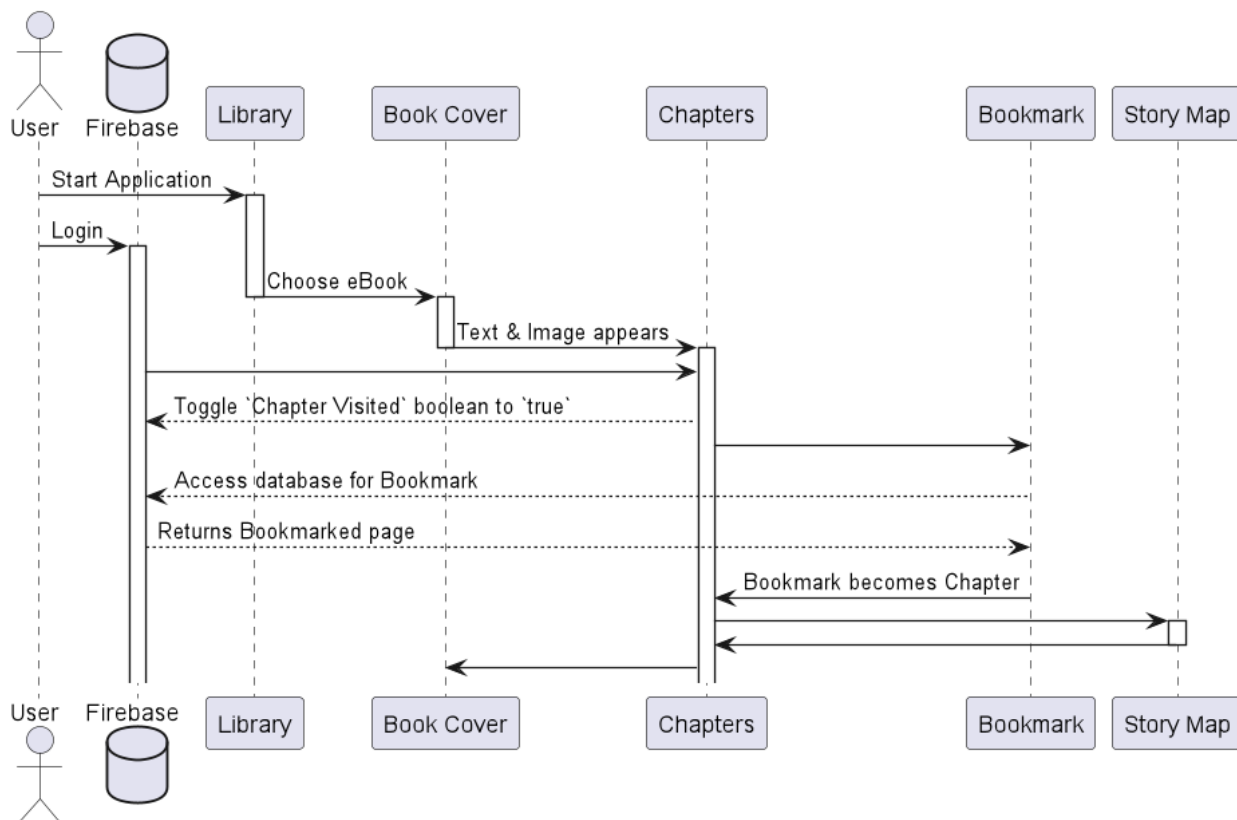 User
Firebase
Library
Book Cover
Chapters
Bookmark
Story Map
Start Application
Login
Choose eBook
Text & Image appears
Toggle `Chapter Visited` boolean to `true`
Access database for Bookmark
Returns Bookmarked page
Bookmark becomes Chapter
User
Firebase
Library
Book Cover
Chapters
Bookmark
Story Map